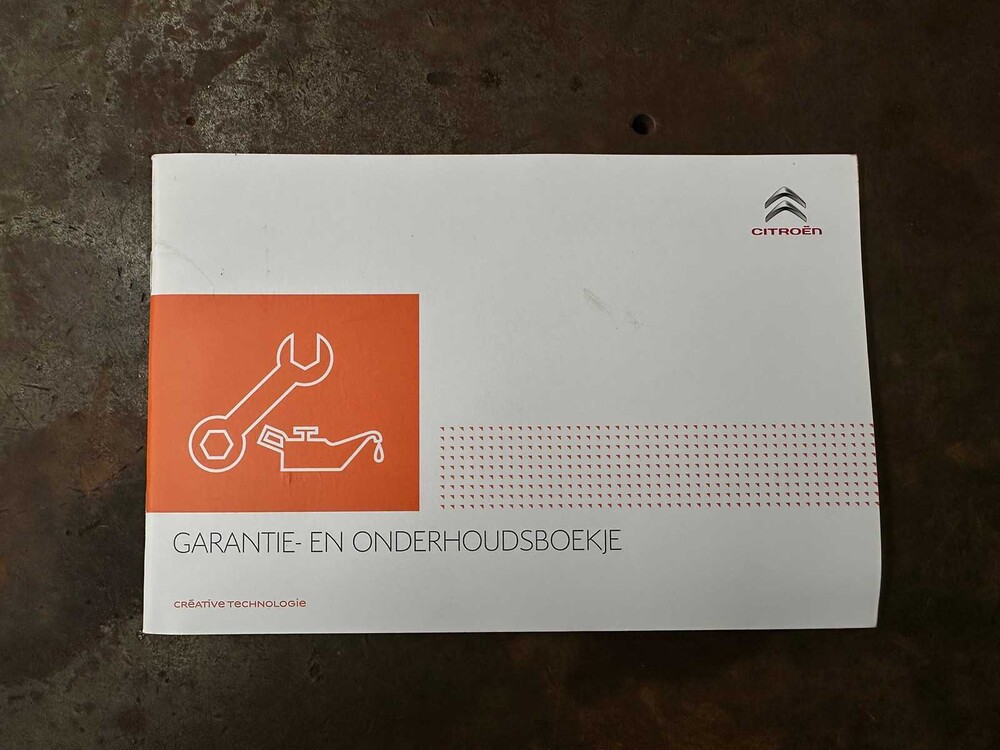 CITROËN
GARANTIE- EN ONDERHOUDSBOEKJE
CRÉATIVE TECHNOLOGIE